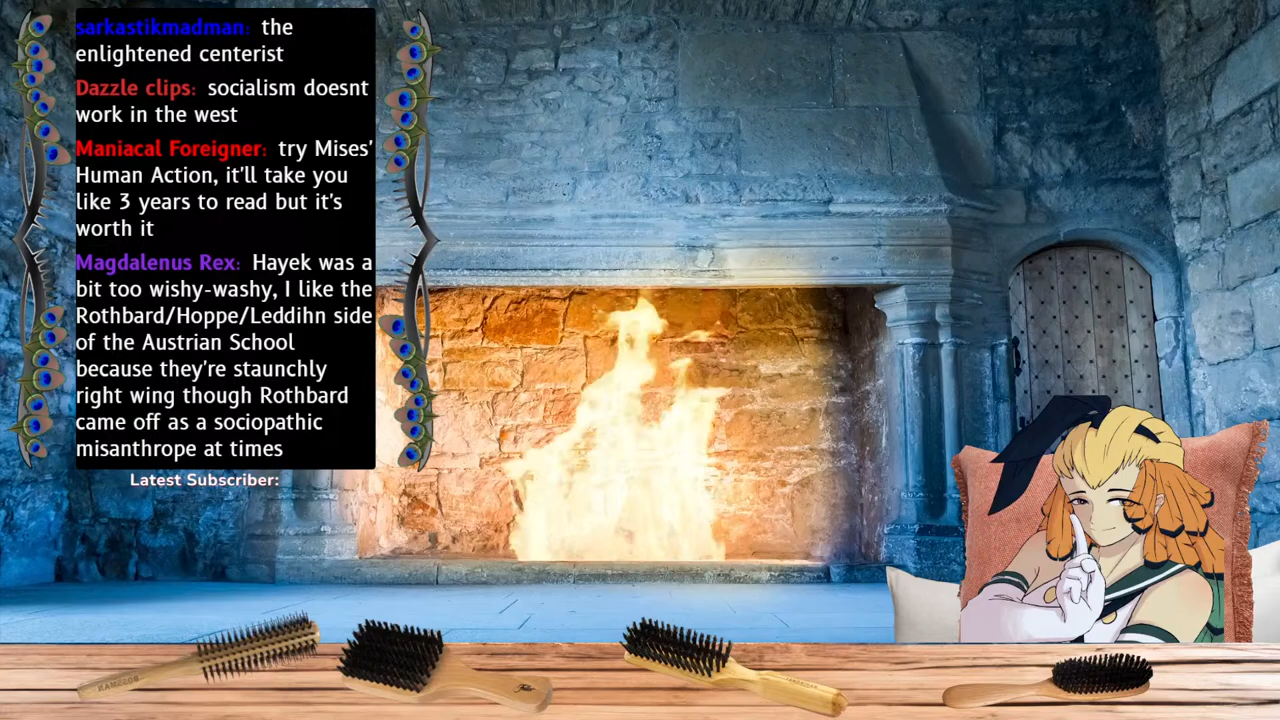 sarkastikmadman: the
enlightened centerist
Dazzle clips: socialism doesnt
work in the west
Maniacal Foreigner: try Mises'
Human Action, it'll take you
like 3 years to read but it's
worth it
Magdalenus Rex: Hayek was a
bit too wishy-washy, I like the
Rothbard/Hoppe/Leddihn side
of the Austrian School
because they're staunchly
right wing though Rothbard
came off as a sociopathic
misanthrope at times
Latest Subscriber: